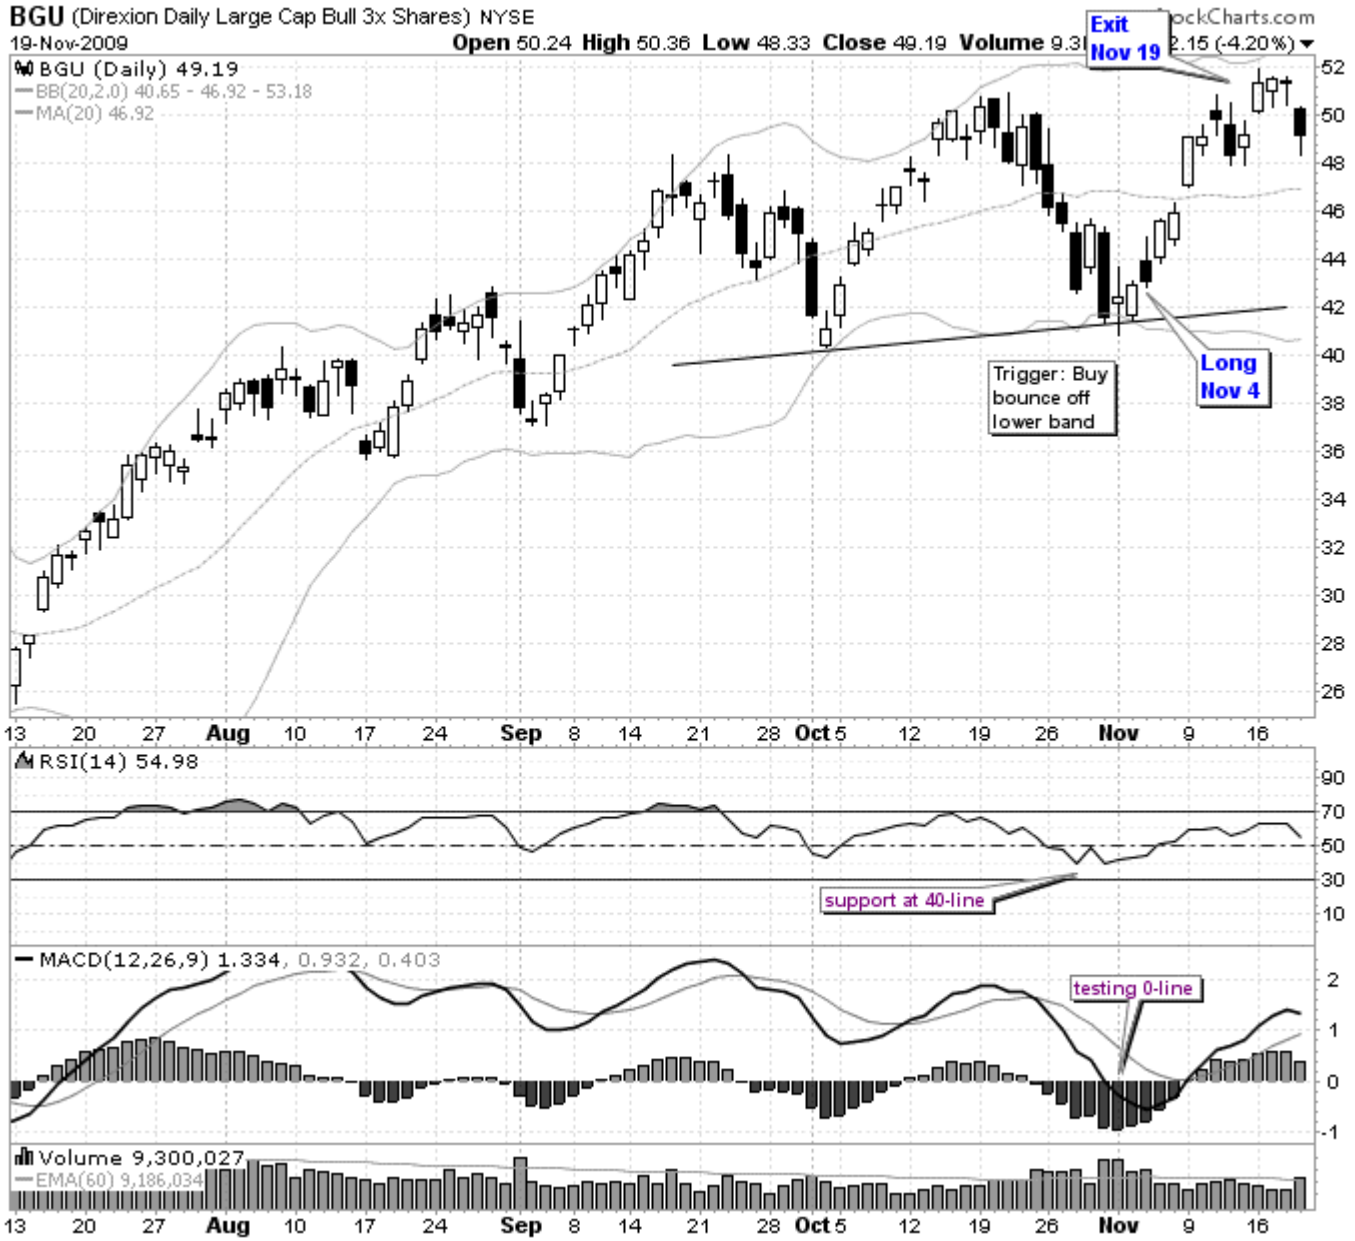 BGU (Direxion Daily Large Cap Bull 3x Shares) NYSE
ockCharts.com
19-Nov-2009 Open 50.24 High 50.36 Low 48.33 Close 49.19 Volume 2.15 (-4.20%)
Exit
Nov 19
BGU (Daily) 49.19
BB(20,2.0) 40.65 - 46.92 - 53.18
MA(20) 46.92
52
50
48
46
44
42
40
38
36
34
32
30
28
26
Long
Nov 4
Trigger: Buy
bounce off
lower band
13 20 27 Aug 10 17 24 Sep 8 14 21 28 Oct 5 12 19 26 Nov 9 16
RSI(14) 54.98
90
70
50
30
10
support at 40-line
MACD(12,26,9) 1.334, 0.932, 0.403
testing 0-line
2
1
0
-1
Volume 9,300,027
EMA(60) 9,186,034
13 20 27 Aug 10 17 24 Sep 8 14 21 28 Oct 5 12 19 26 Nov 9 16